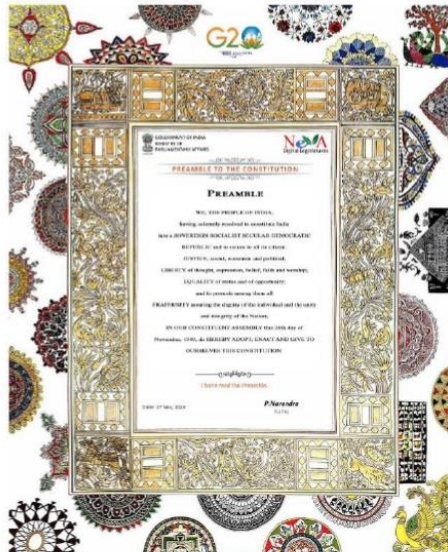 G20
GOVERNMENT OF INDIA
MINISTRY OF
PARLIAMENTARY AFFAIRS
NeVA
Digital Legislatures
PREAMBLE TO THE CONSTITUTION
PREAMBLE
WE, THE PEOPLE OF INDIA,
having solemnly resolved to constitute India
into a SOVEREIGN SOCIALIST SECULAR DEMOCRATIC
REPUBLIC and to secure to all its citizens
JUSTICE, social, economic and political;
LIBERTY of thought, expression, belief, faith and worship;
EQUALITY of status and of opportunity;
and to promote among them all
FRATERNITY assuring the dignity of the individual and the unity
and integrity of the Nation;
IN OUR CONSTITUENT ASSEMBLY this 26th day of
November, 1949, do HEREBY ADOPT, ENACT AND GIVE TO
OURSELVES THIS CONSTITUTION
I have read the Preamble.
P.Narendra